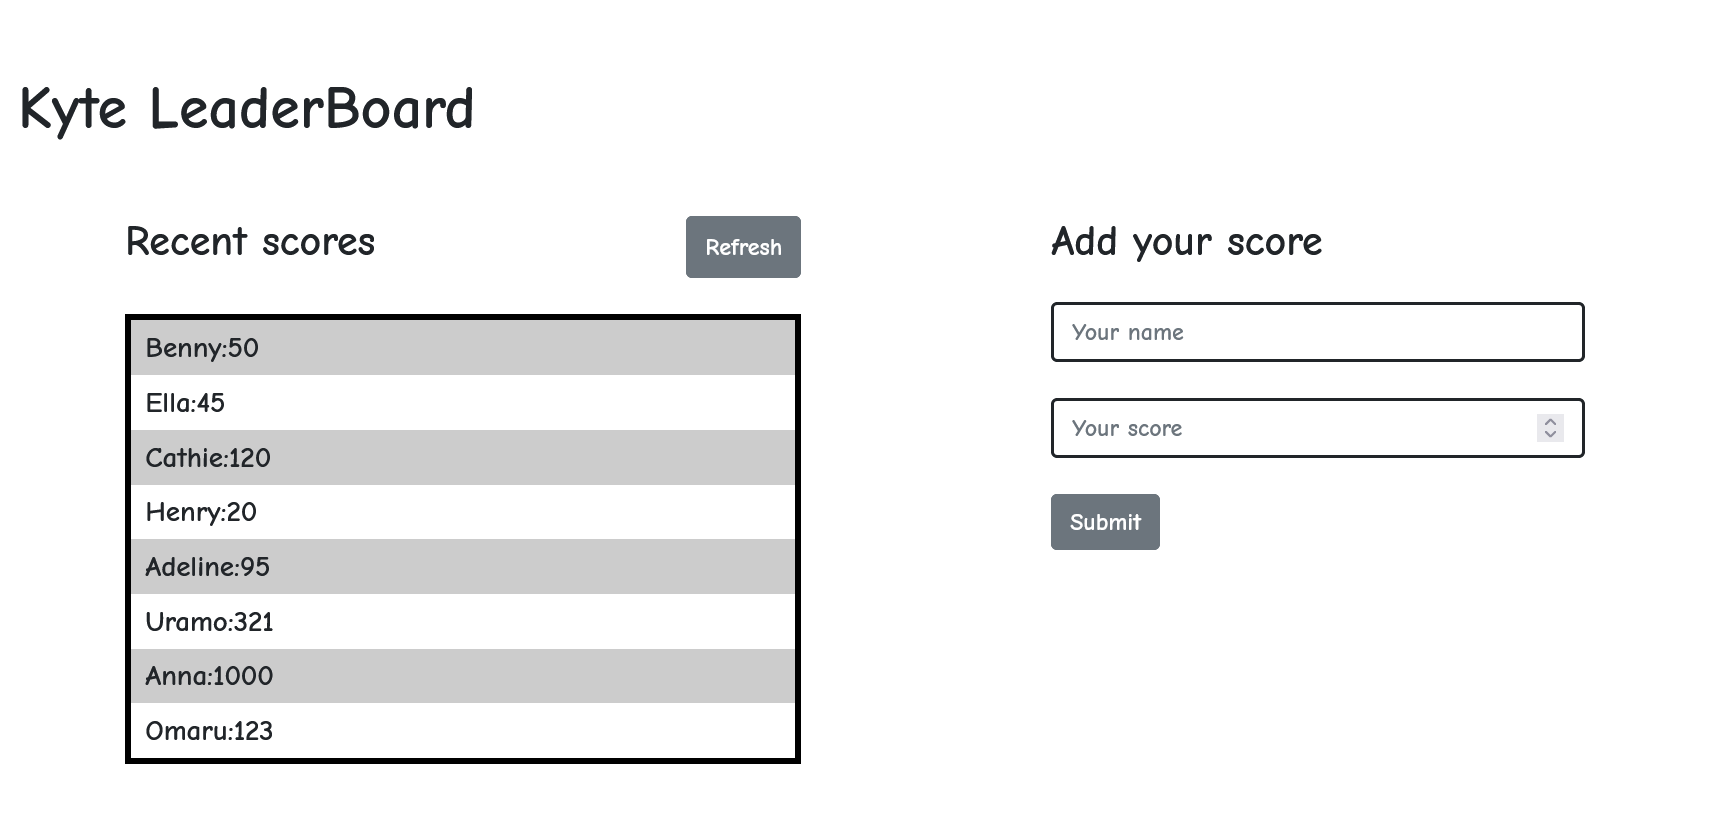 Kyte LeaderBoard
Recent scores
Refresh
Benny:50
Ella:45
Cathie:120
Henry:20
Adeline:95
Uramo:321
Anna:1000
Omaru:123
Add your score
Your name
Your score
Submit